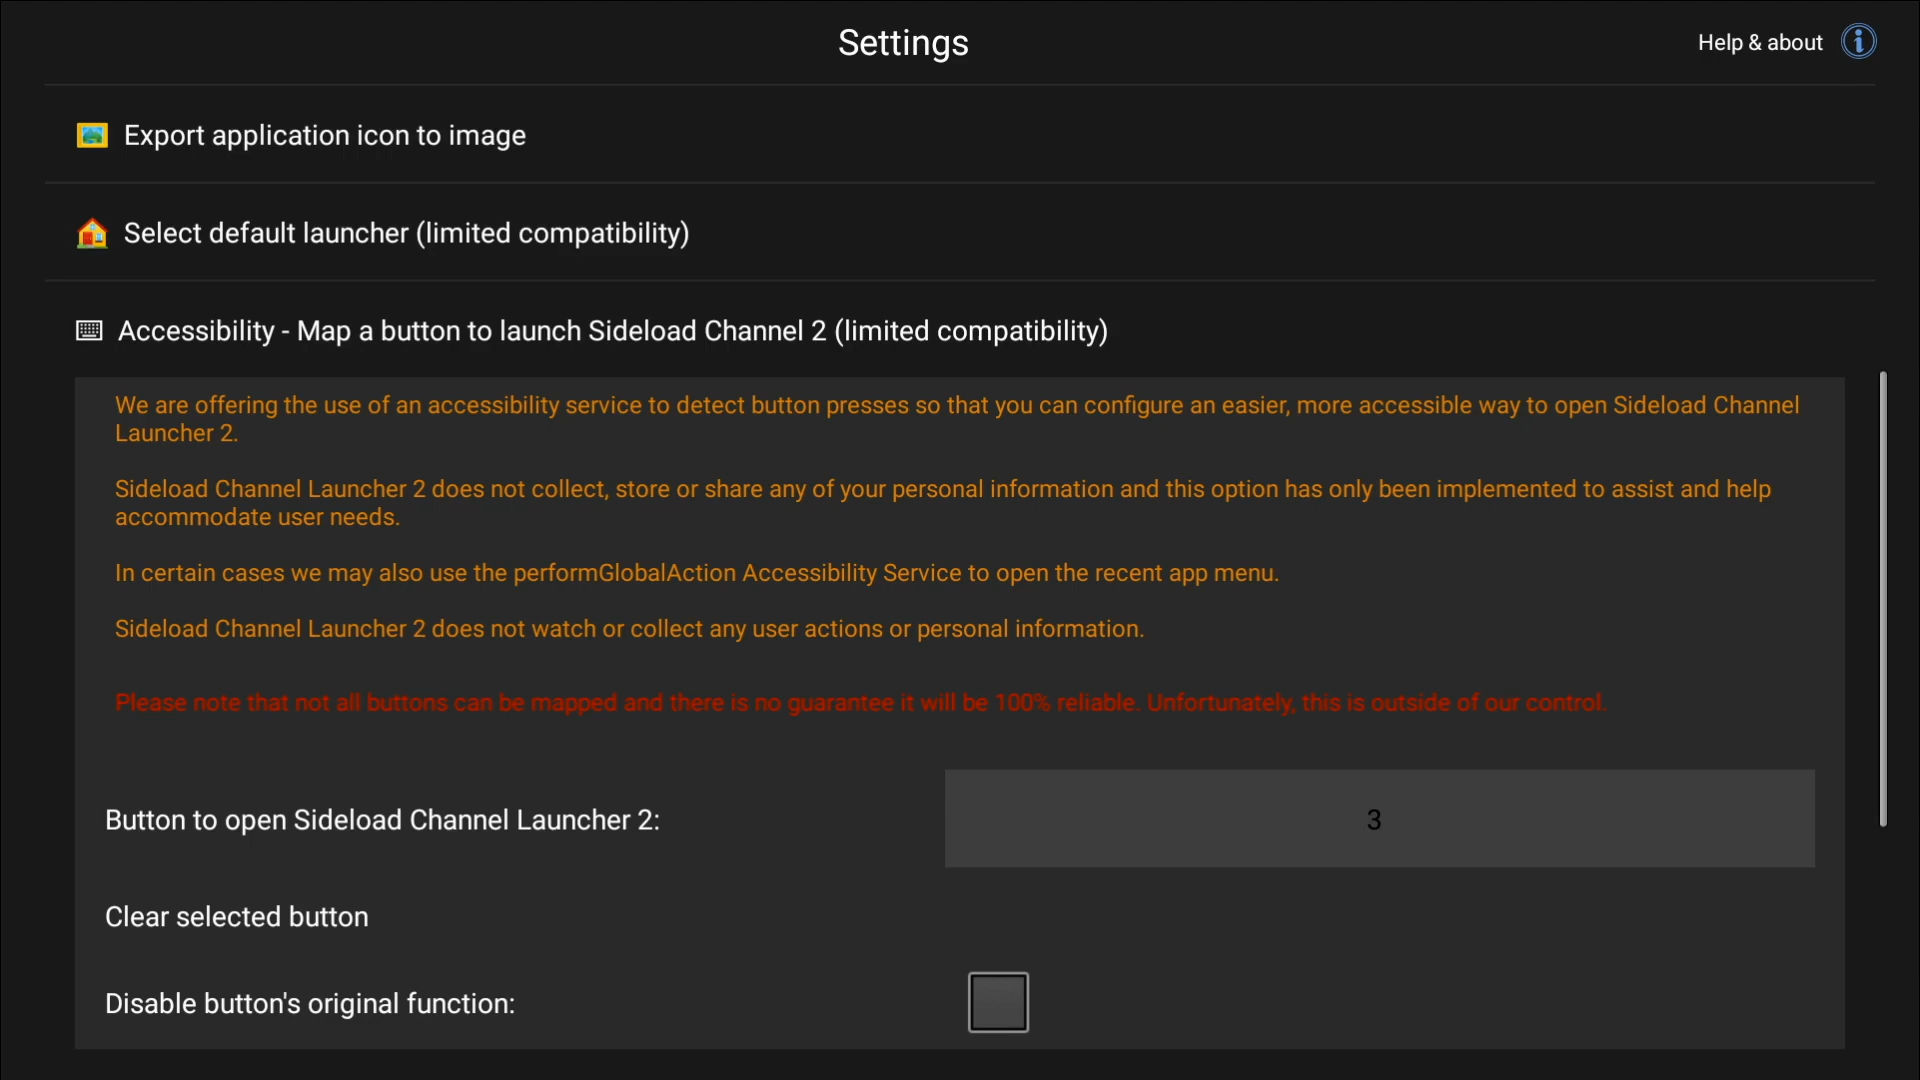 Settings
Help & about
Export application icon to image
Select default launcher (limited compatibility)
Accessibility - Map a button to launch Sideload Channel 2 (limited compatibility)
We are offering the use of an accessibility service to detect button presses so that you can configure an easier, more accessible way to open Sideload Channel
Launcher 2.
Sideload Channel Launcher 2 does not collect, store or share any of your personal information and this option has only been implemented to assist and help
accommodate user needs.
In certain cases we may also use the performGlobalAction Accessibility Service to open the recent app menu.
Sideload Channel Launcher 2 does not watch or collect any user actions or personal information.
Please note that not all buttons can be mapped and there is no guarantee it will be 100% reliable. Unfortunately, this is outside of our control.
Button to open Sideload Channel Launcher 2:
3
Clear selected button
Disable button's original function: